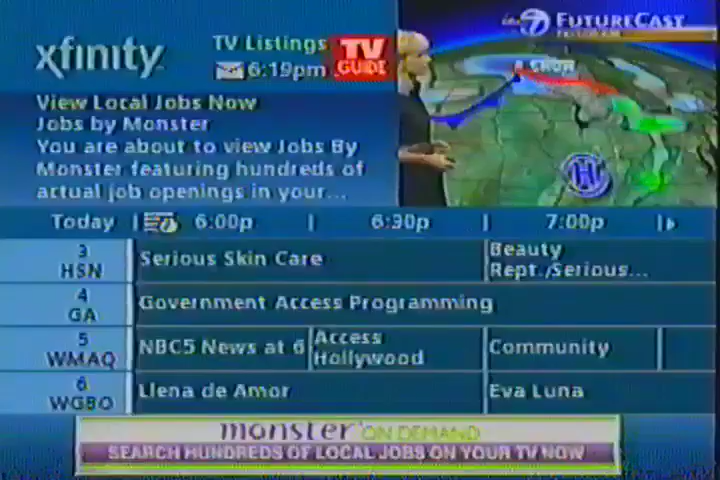 xfinity
TV Listings
6:19pm
TV
GUIDE
7 FUTURECAST
View Local Jobs Now
Jobs by Monster
You are about to view Jobs By
Monster featuring hundreds of
actual job openings in your...
H
Today 6:00p 6:30p 7:00p
3
HSN
Serious Skin Care
Beauty
Rept./Serious...
4
GA
Government Access Programming
5
WMAQ
NBC5 News at 6
Access
Hollywood
Community
6
WGBO
Llena de Amor
Eva Luna
monster ON DEMAND
SEARCH HUNDREDS OF LOCAL JOBS ON YOUR TV NOW